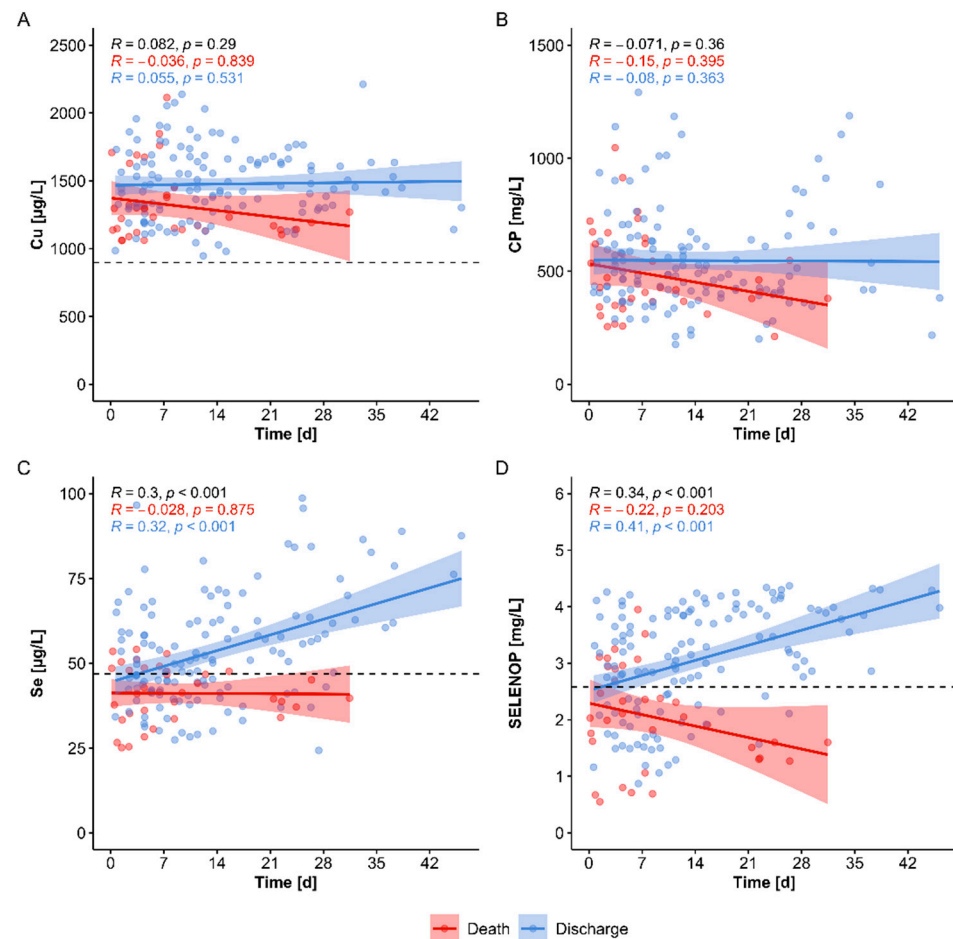 A
R = 0.082, p = 0.29
R = −0.036, p = 0.839
R = 0.055, p = 0.531
Cu [µg/L]
2500
2000
1500
1000
500
0
0 7 14 21 28 35 42
Time [d]
B
R = −0.071, p = 0.36
R = −0.15, p = 0.395
R = −0.08, p = 0.363
CP [mg/L]
1500
1000
500
0
0 7 14 21 28 35 42
Time [d]
C
R = 0.3, p < 0.001
R = −0.028, p = 0.875
R = 0.32, p < 0.001
Se [µg/L]
100
75
50
25
0
0 7 14 21 28 35 42
Time [d]
D
R = 0.34, p < 0.001
R = −0.22, p = 0.203
R = 0.41, p < 0.001
SELENOP [mg/L]
6
5
4
3
2
1
0
0 7 14 21 28 35 42
Time [d]
Death Discharge